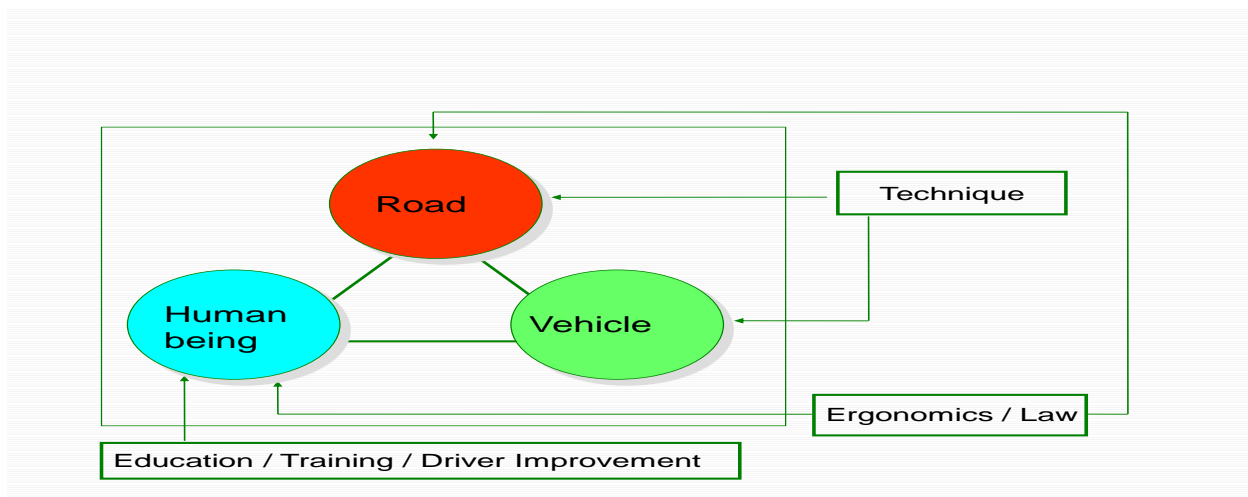 Road
Technique
Human
being
Vehicle
Ergonomics / Law
Education / Training / Driver Improvement